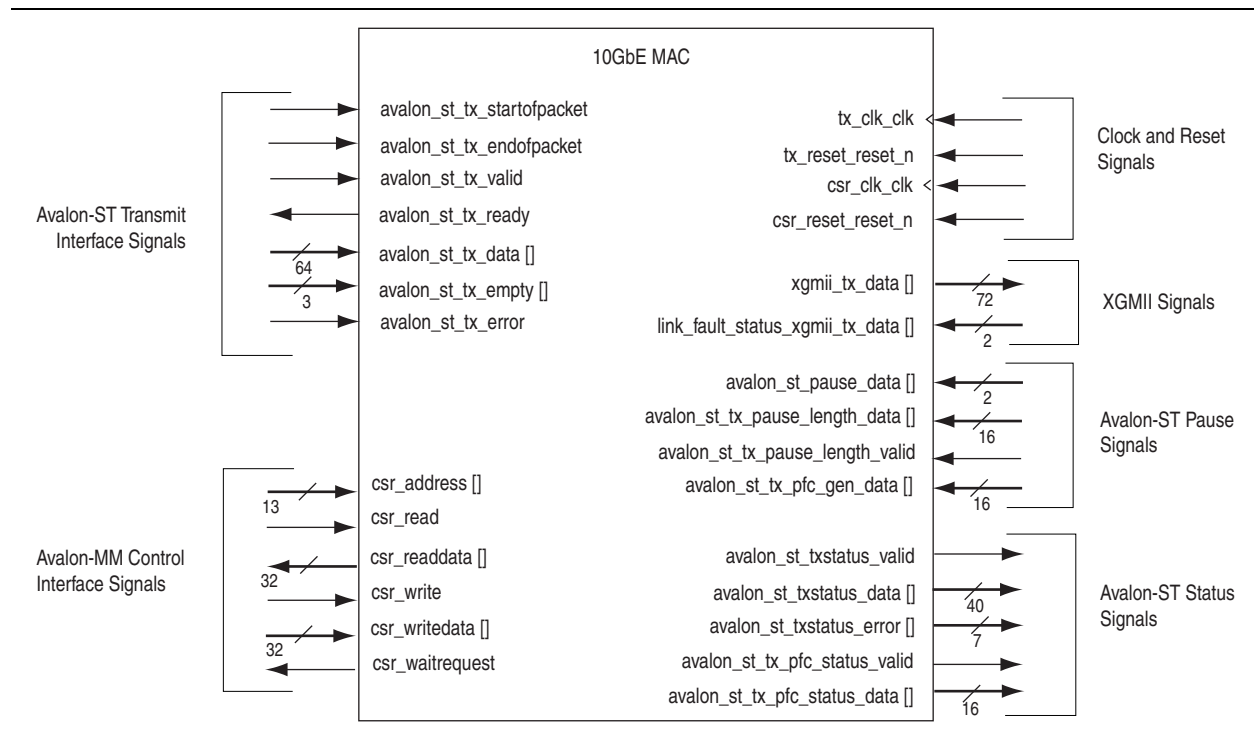 10GbE MAC
Avalon-ST Transmit
Interface Signals
avalon_st_tx_startofpacket
avalon_st_tx_endofpacket
avalon_st_tx_valid
avalon_st_tx_ready
avalon_st_tx_data []
64
avalon_st_tx_empty []
3
avalon_st_tx_error
Avalon-MM Control
Interface Signals
csr_address []
13
csr_read
csr_readdata []
32
csr_write
csr_writedata []
32
csr_waitrequest
tx_clk_clk
tx_reset_reset_n
csr_clk_clk
csr_reset_reset_n
Clock and Reset
Signals
xgmii_tx_data []
72
link_fault_status_xgmii_tx_data []
2
XGMII Signals
avalon_st_pause_data []
2
avalon_st_tx_pause_length_data []
16
avalon_st_tx_pause_length_valid
avalon_st_tx_pfc_gen_data []
16
Avalon-ST Pause
Signals
avalon_st_txstatus_valid
avalon_st_txstatus_data []
40
avalon_st_txstatus_error []
7
avalon_st_tx_pfc_status_valid
avalon_st_tx_pfc_status_data []
16
Avalon-ST Status
Signals